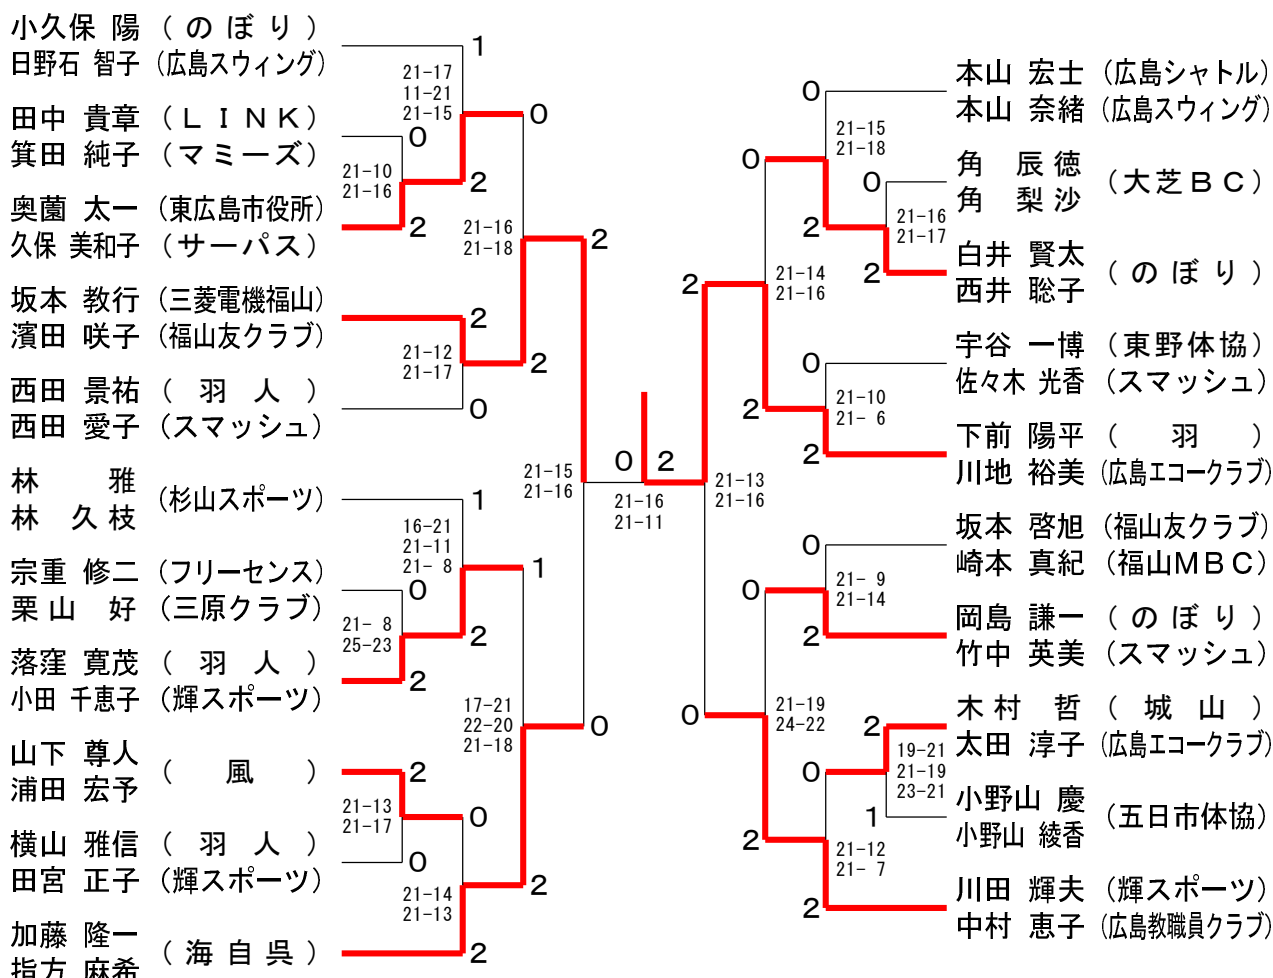 小久保 陽 (の ぼ り)
日野石 智子 (広島スウィング)
田中 貴章 (ＬＩＮＫ)
箕田 純子 (マミーズ)
奥薗 太一 (東広島市役所)
久保 美和子 (サーパス)
坂本 教行 (三菱電機福山)
濱田 咲子 (福山友クラブ)
西田 景祐 (羽 人)
西田 愛子 (スマッシュ)
林 雅
(杉山スポーツ)
林 久枝
宗重 修二 (フリーセンス)
栗山 好 (三原クラブ)
落窪 寛茂 (羽 人)
小田 千恵子 (輝スポーツ)
山下 尊人
(風)
浦田 宏予
横山 雅信 (羽 人)
田宮 正子 (輝スポーツ)
加藤 隆一
(海 自 呉)
指方 麻希
1
21-17
11-21
21-15
0
0
21-10
21-16
2
2
21-16
21-18
2
2
21-12
21-17
2
0
1
16-21
21-11
21- 8
1
0
21- 8
25-23
2
2
17-21
22-20
21-18
0
2
21-13
21-17
0
0
21-14
21-13
2
2
21-15
21-16
0 2
21-16
21-11
21-13
21-16
0
21-15
21-18
0
0
21-16
21-17
2
2
2
21-14
21-16
0
21-10
21- 6
2
2
0
21- 9
21-14
0
2
0
21-19
24-22
2
19-21
21-19
23-21
0
1
2
21-12
21- 7
2
本山 宏士 (広島シャトル)
本山 奈緒 (広島スウィング)
角 辰徳
(大芝ＢＣ)
角 梨沙
白井 賢太
(の ぼ り)
西井 聡子
宇谷 一博 (東野体協)
佐々木 光香 (スマッシュ)
下前 陽平 (羽)
川地 裕美 (広島エコークラブ)
坂本 啓旭 (福山友クラブ)
崎本 真紀 (福山ＭＢＣ)
岡島 謙一 (の ぼ り)
竹中 英美 (スマッシュ)
木村 哲 (城 山)
太田 淳子 (広島エコークラブ)
小野山 慶
(五日市体協)
小野山 綾香
川田 輝夫 (輝スポーツ)
中村 恵子 (広島教職員クラブ)